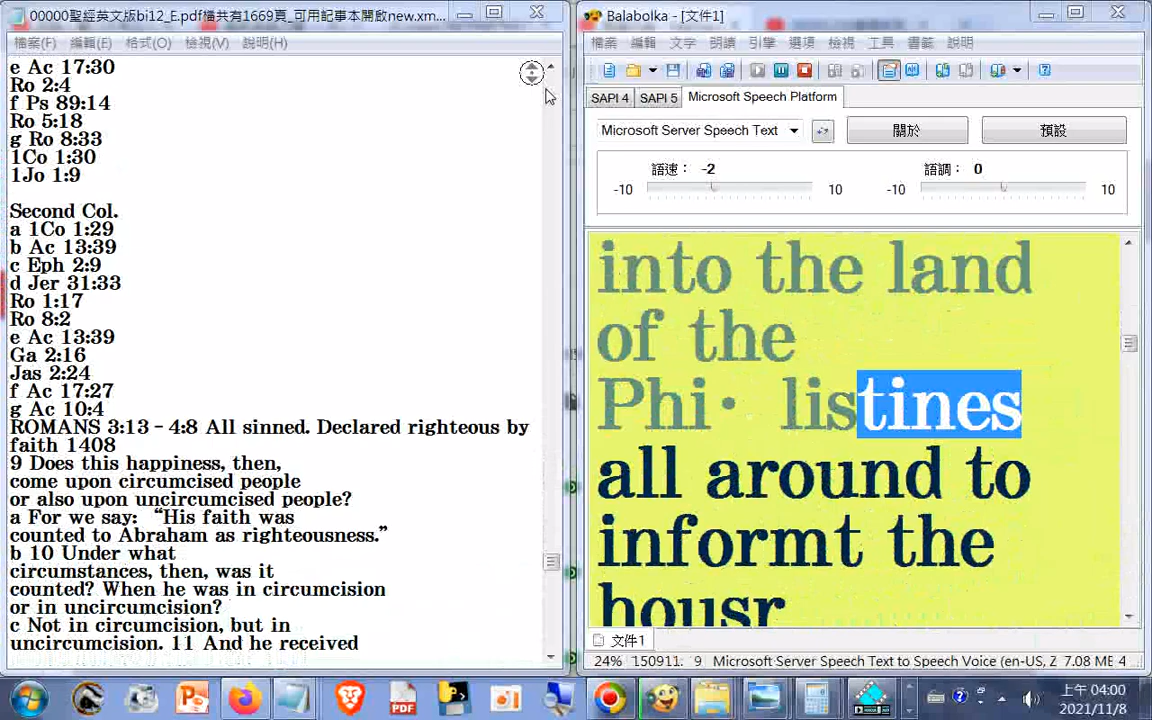 00000聖經英文版bi12_E.pdf檔共有1669頁_可用記事本開啟new.xm...
檔案(F) 編輯(E) 格式(O) 檢視(V) 說明(H)
e Ac 17:30
Ro 2:4
f Ps 89:14
Ro 5:18
g Ro 8:33
1Co 1:30
1Jo 1:9
Second Col.
a 1Co 1:29
b Ac 13:39
c Eph 2:9
d Jer 31:33
Ro 1:17
Ro 8:2
e Ac 13:39
Ga 2:16
Jas 2:24
f Ac 17:27
g Ac 10:4
ROMANS 3:13–4:8 All sinned. Declared righteous by
faith 1408
9 Does this happiness, then,
come upon circumcised people
or also upon uncircumcised people?
a For we say: “His faith was
counted to Abraham as righteousness.”
b 10 Under what
circumstances, then, was it
counted? When he was in circumcision
or in uncircumcision?
c Not in circumcision, but in
uncircumcision. 11 And he received
Balabolka - [文件1]
檔案 編輯 文字 朗讀 引擎 選項 檢視 工具 書籤 說明
SAPI 4 SAPI 5 Microsoft Speech Platform
Microsoft Server Speech Text 關於 預設
語速： -2 語調： 0
-10 10 -10 10
into the land
of the
Phi· listines
all around to
informt the
housr
文件1
24% 150911. 9 Microsoft Server Speech Text to Speech Voice (en-US, Z 7.08 ME 4
PDF
上午 04:00
2021/11/8